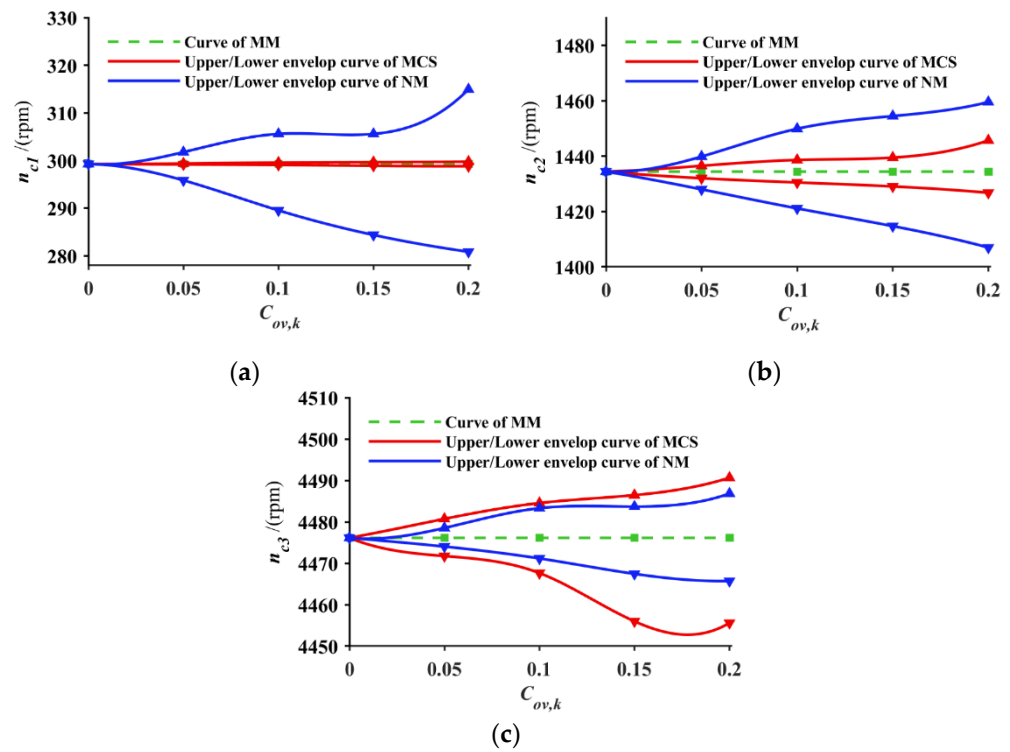 330
320
310
300
290
280
n_c1 /(rpm)
Curve of MM
Upper/Lower envelop curve of MCS
Upper/Lower envelop curve of NM
0 0.05 0.1 0.15 0.2
C_ov,k
(a)
1480
1460
1440
1420
1400
n_c2 /(rpm)
Curve of MM
Upper/Lower envelop curve of MCS
Upper/Lower envelop curve of NM
0 0.05 0.1 0.15 0.2
C_ov,k
(b)
4510
4500
4490
4480
4470
4460
4450
n_c3 /(rpm)
Curve of MM
Upper/Lower envelop curve of MCS
Upper/Lower envelop curve of NM
0 0.05 0.1 0.15 0.2
C_ov,k
(c)